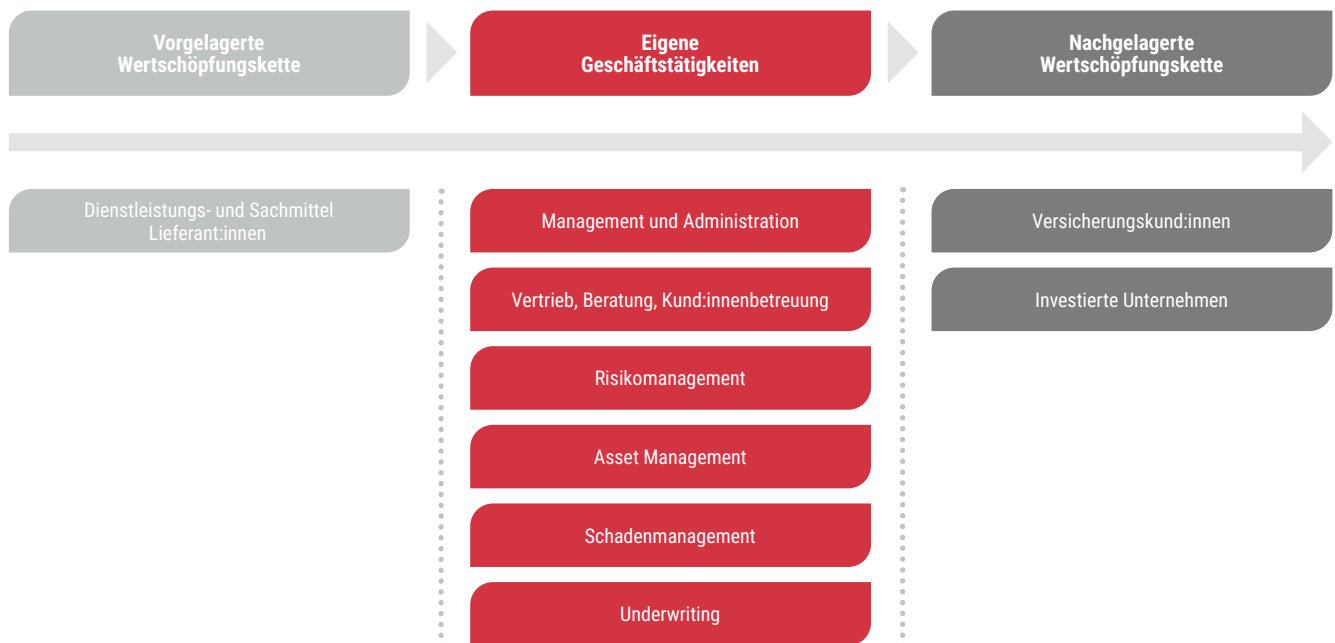 Vorgelagerte
Wertschöpfungskette
Eigene
Geschäftstätigkeiten
Nachgelagerte
Wertschöpfungskette
Dienstleistungs- und Sachmittel
Lieferant:innen
Management und Administration
Vertrieb, Beratung, Kund:innenbetreuung
Risikomanagement
Asset Management
Schadenmanagement
Underwriting
Versicherungskund:innen
Investierte Unternehmen